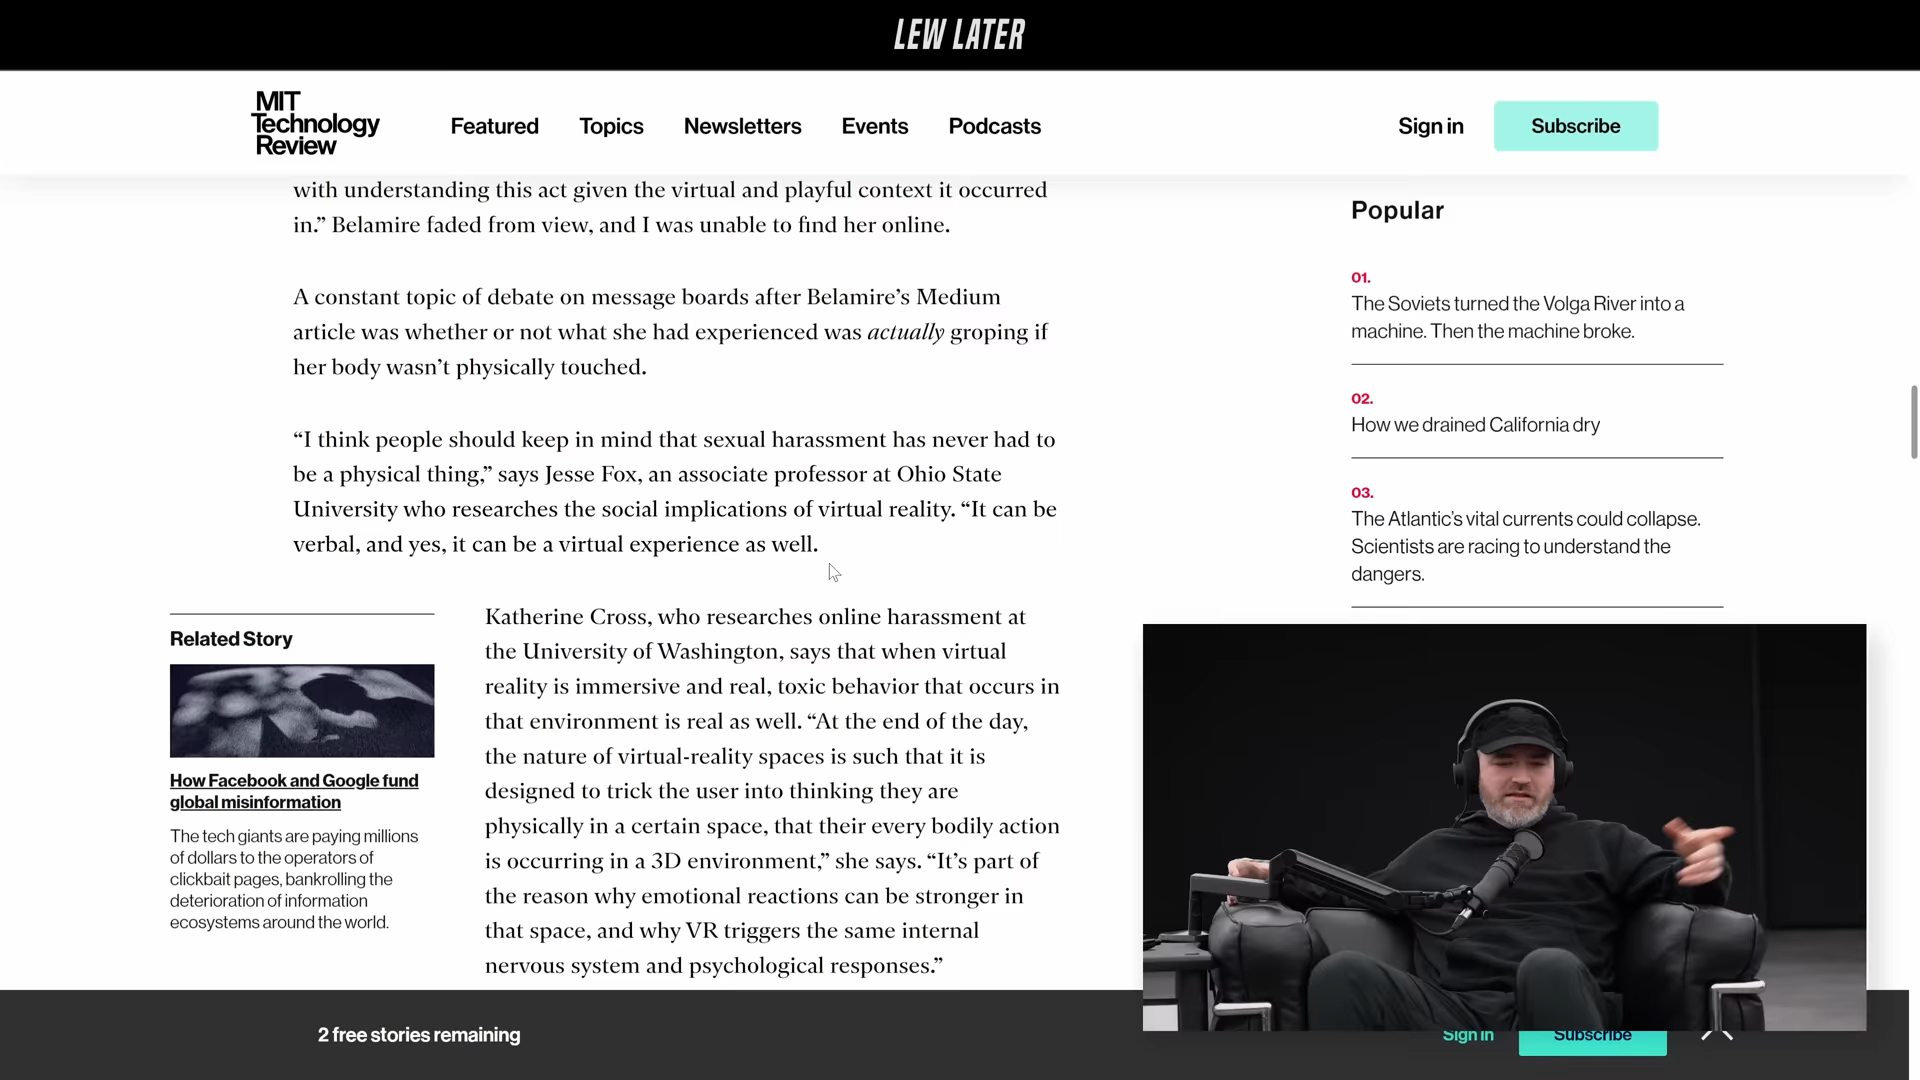 LEW LATER
MIT
Technology
Review
Featured
Topics
Newsletters
Events
Podcasts
Sign in
Subscribe
with understanding this act given the virtual and playful context it occurred
in.” Belamire faded from view, and I was unable to find her online.
A constant topic of debate on message boards after Belamire’s Medium
article was whether or not what she had experienced was actually groping if
her body wasn’t physically touched.
“I think people should keep in mind that sexual harassment has never had to
be a physical thing,” says Jesse Fox, an associate professor at Ohio State
University who researches the social implications of virtual reality. “It can be
verbal, and yes, it can be a virtual experience as well.
Related Story
How Facebook and Google fund
global misinformation
The tech giants are paying millions
of dollars to the operators of
clickbait pages, bankrolling the
deterioration of information
ecosystems around the world.
Katherine Cross, who researches online harassment at
the University of Washington, says that when virtual
reality is immersive and real, toxic behavior that occurs in
that environment is real as well. “At the end of the day,
the nature of virtual-reality spaces is such that it is
designed to trick the user into thinking they are
physically in a certain space, that their every bodily action
is occurring in a 3D environment,” she says. “It’s part of
the reason why emotional reactions can be stronger in
that space, and why VR triggers the same internal
nervous system and psychological responses.”
Popular
01.
The Soviets turned the Volga River into a
machine. Then the machine broke.
02.
How we drained California dry
03.
The Atlantic’s vital currents could collapse.
Scientists are racing to understand the
dangers.
2 free stories remaining
Sign in
Subscribe